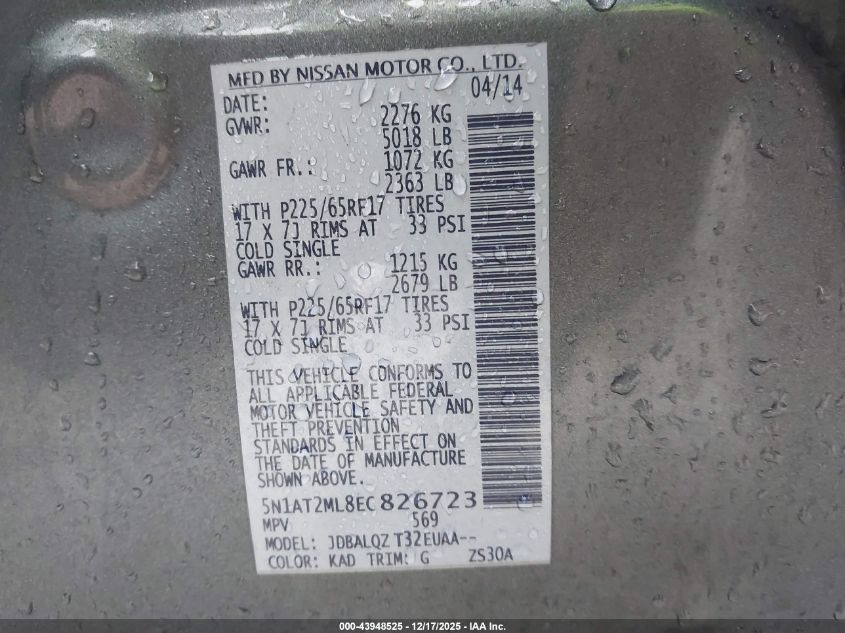 MFD BY NISSAN MOTOR CO., LTD.
DATE: 04/14
GVWR: 2276 KG
5018 LB
GAWR FR.: 1072 KG
2363 LB
WITH P225/65RF17 TIRES
17 X 7J RIMS AT 33 PSI
COLD SINGLE
GAWR RR.: 1215 KG
2679 LB
WITH P225/65RF17 TIRES
17 X 7J RIMS AT 33 PSI
COLD SINGLE
THIS VEHICLE CONFORMS TO
ALL APPLICABLE FEDERAL
MOTOR VEHICLE SAFETY AND
THEFT PREVENTION
STANDARDS IN EFFECT ON
THE DATE OF MANUFACTURE
SHOWN ABOVE.
5N1AT2ML8EC826723
MPV 569
MODEL: JDBALQZ T32EUAA--
COLOR: KAD TRIM: G ZS30A
000-43948525 - 12/17/2025 - IAA Inc.